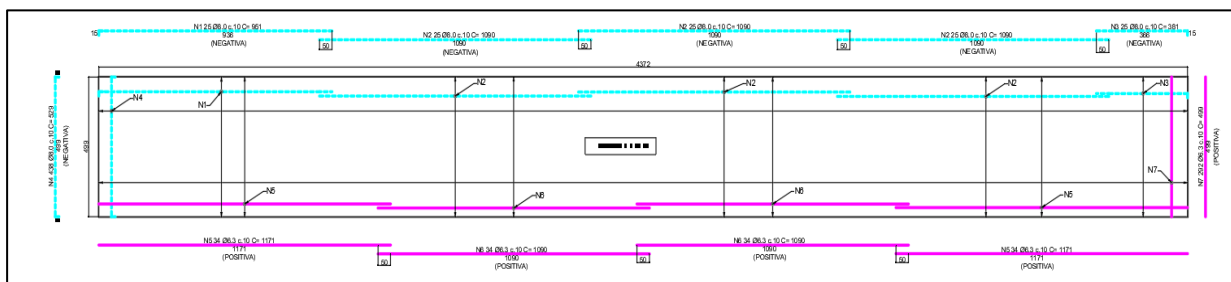 N1 25 Ø8.0 c.10 C= 951
15
936
(NEGATIVA)
50
N2 25 Ø8.0 c.10 C= 1090
1090
(NEGATIVA)
N2 25 Ø8.0 c.10 C= 1090
1090
(NEGATIVA)
50
50
N2 25 Ø8.0 c.10 C= 1090
1090
(NEGATIVA)
50
N3 25 Ø8.0 c.10 C= 381
366
15
(NEGATIVA)
4372
N4 438 Ø8.0 c.10 C= 529
499
(NEGATIVA)
499
N4
N1
N2
N2
N2
N3
N7
N5
N6
N6
N5
N7 292 Ø6.3 c.10 C= 499
499
(POSITIVA)
N5 34 Ø6.3 c.10 C= 1171
1171
(POSITIVA)
50
N6 34 Ø6.3 c.10 C= 1090
1090
(POSITIVA)
50
N6 34 Ø6.3 c.10 C= 1090
1090
(POSITIVA)
50
N5 34 Ø6.3 c.10 C= 1171
1171
(POSITIVA)